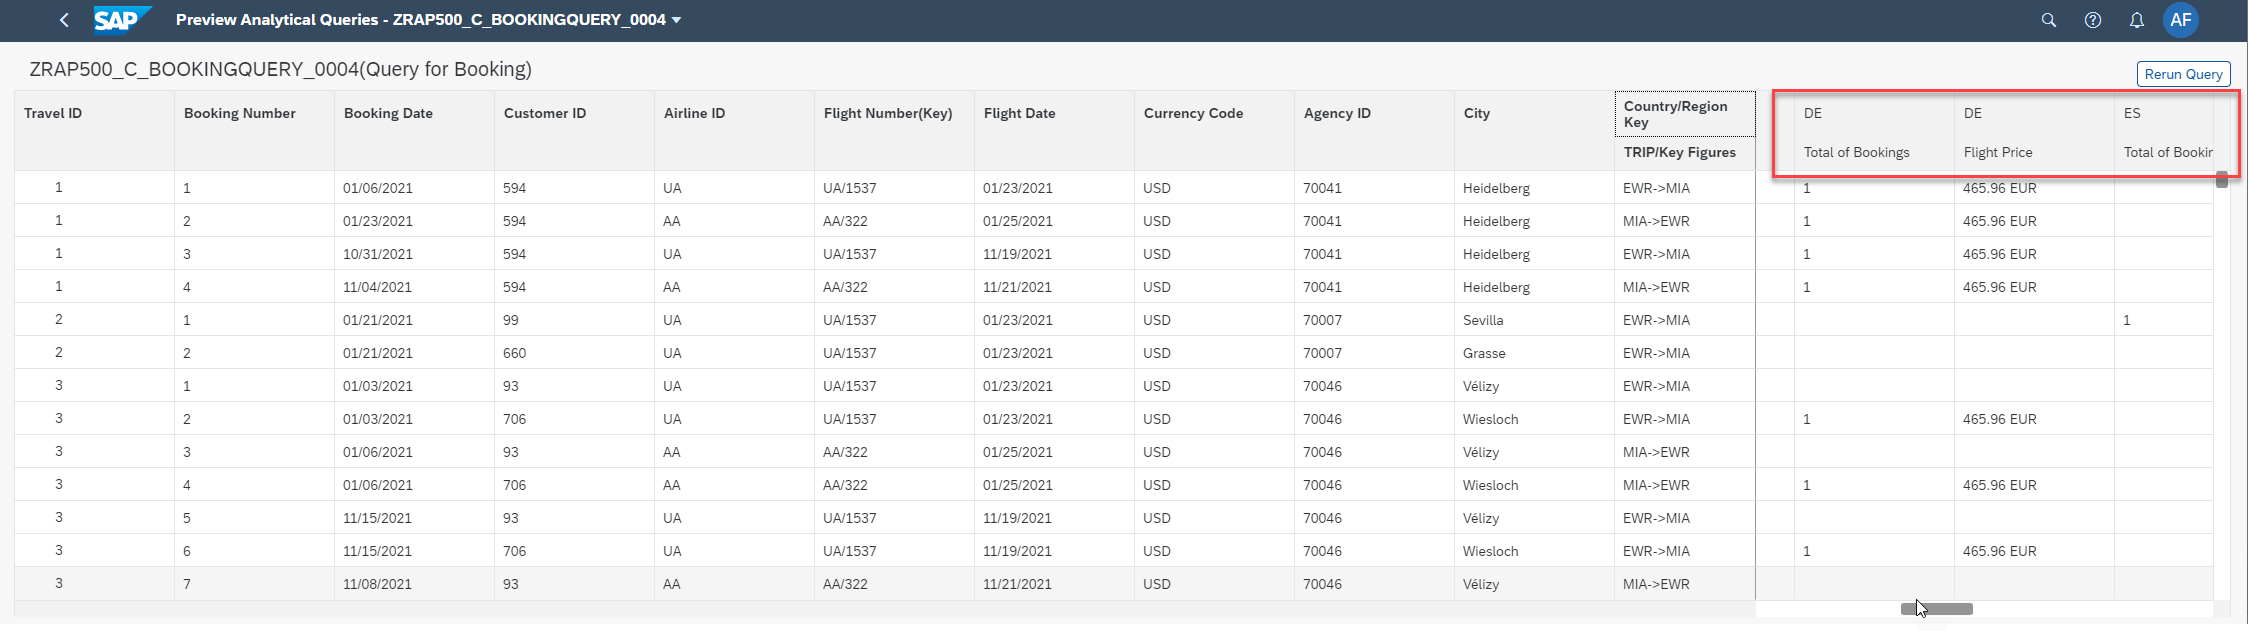 SAP Preview Analytical Queries - ZRAP500_C_BOOKINGQUERY_0004 AF
ZRAP500_C_BOOKINGQUERY_0004(Query for Booking)
Rerun Query
Travel ID Booking Number Booking Date Customer ID Airline ID Flight Number(Key) Flight Date Currency Code Agency ID City Country/Region Key DE DE ES
TRIP/Key Figures Total of Bookings Flight Price Total of Bookin
1 1 01/06/2021 594 UA UA/1537 01/23/2021 USD 70041 Heidelberg EWR->MIA 1 465.96 EUR
1 2 01/23/2021 594 AA AA/322 01/25/2021 USD 70041 Heidelberg MIA->EWR 1 465.96 EUR
1 3 10/31/2021 594 UA UA/1537 11/19/2021 USD 70041 Heidelberg EWR->MIA 1 465.96 EUR
1 4 11/04/2021 594 AA AA/322 11/21/2021 USD 70041 Heidelberg MIA->EWR 1 465.96 EUR
2 1 01/21/2021 99 UA UA/1537 01/23/2021 USD 70007 Sevilla EWR->MIA 1
2 2 01/21/2021 660 UA UA/1537 01/23/2021 USD 70007 Grasse EWR->MIA
3 1 01/03/2021 93 UA UA/1537 01/23/2021 USD 70046 Vélizy EWR->MIA
3 2 01/03/2021 706 UA UA/1537 01/23/2021 USD 70046 Wiesloch EWR->MIA 1 465.96 EUR
3 3 01/06/2021 93 AA AA/322 01/25/2021 USD 70046 Vélizy MIA->EWR
3 4 01/06/2021 706 AA AA/322 01/25/2021 USD 70046 Wiesloch MIA->EWR 1 465.96 EUR
3 5 11/15/2021 93 UA UA/1537 11/19/2021 USD 70046 Vélizy EWR->MIA
3 6 11/15/2021 706 UA UA/1537 11/19/2021 USD 70046 Wiesloch EWR->MIA 1 465.96 EUR
3 7 11/08/2021 93 AA AA/322 11/21/2021 USD 70046 Vélizy MIA->EWR